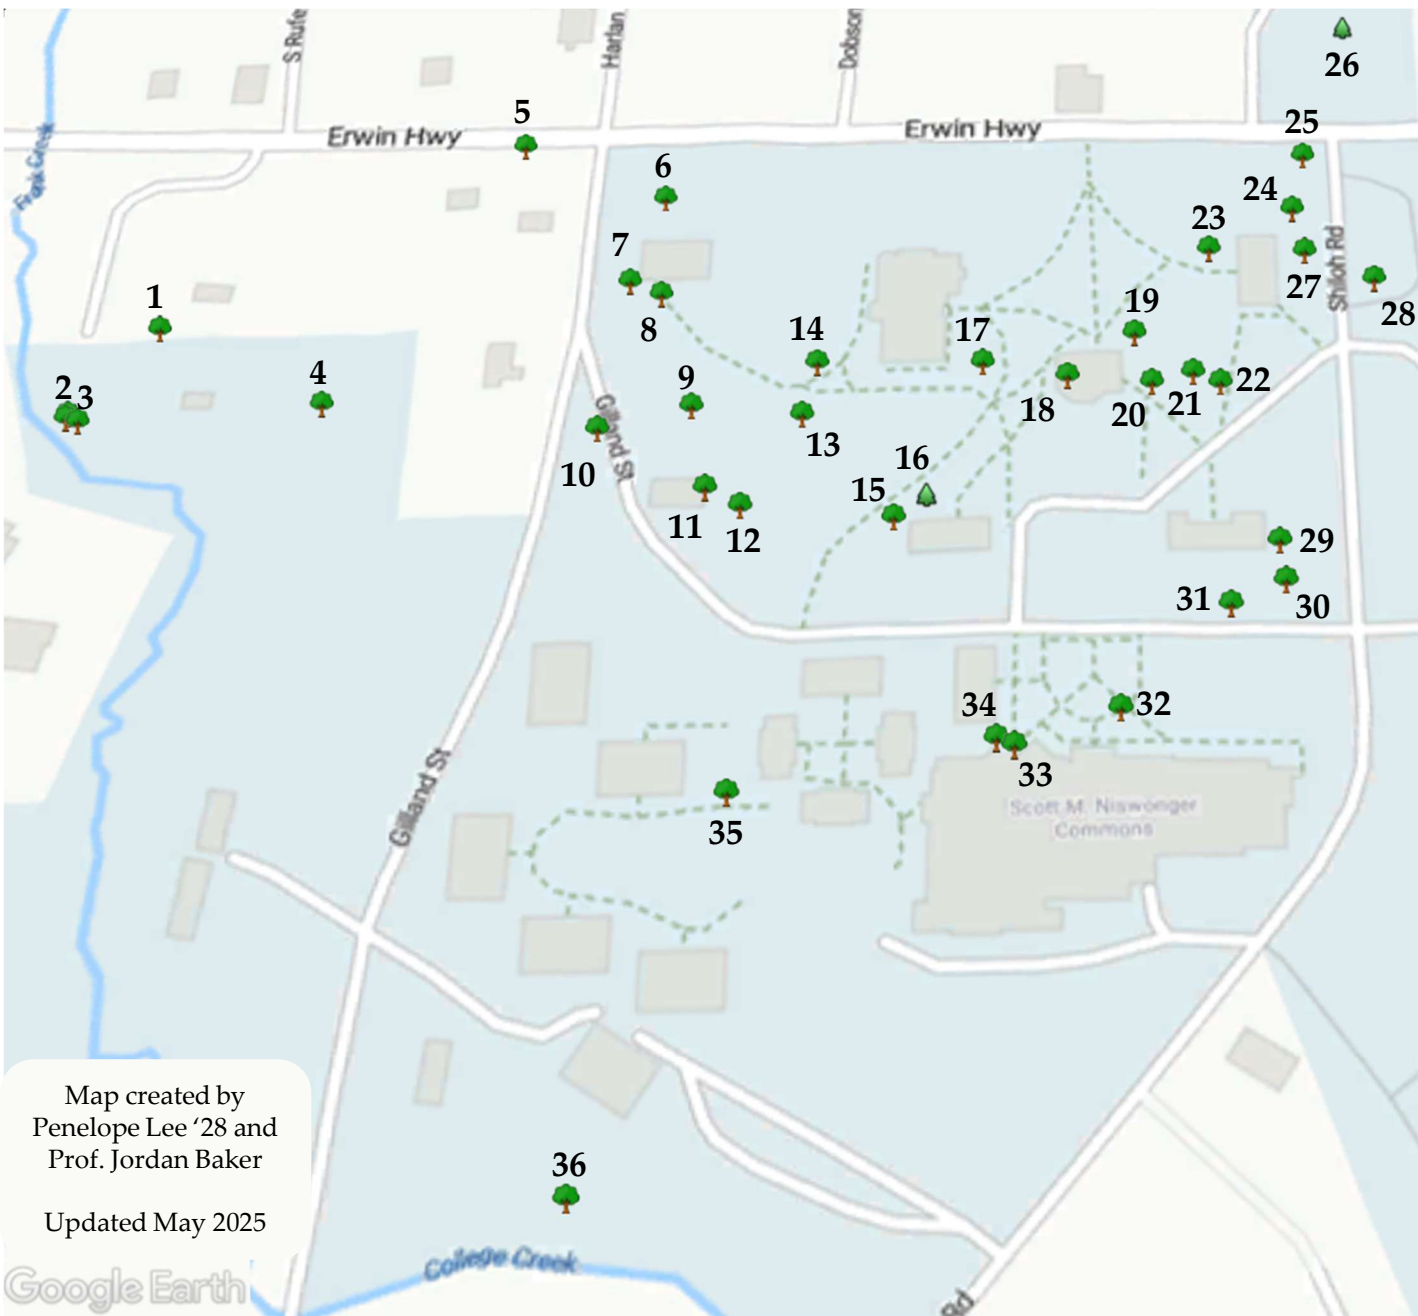 S Rufe
Harlan
Dobson
26
5
Erwin Hwy
Erwin Hwy
25
Frank Creek
6
24
23
7
27
Shiloh Rd
28
1
8
14
17
19
2
3
4
9
Gilland St
13
18
20
21
22
10
16
15
11
12
29
31
30
34
32
33
Scott M. Niswonger
Commons
Gilland St
35
Map created by
Penelope Lee ‘28 and
Prof. Jordan Baker
Updated May 2025
36
College Creek
Google Earth
Rd